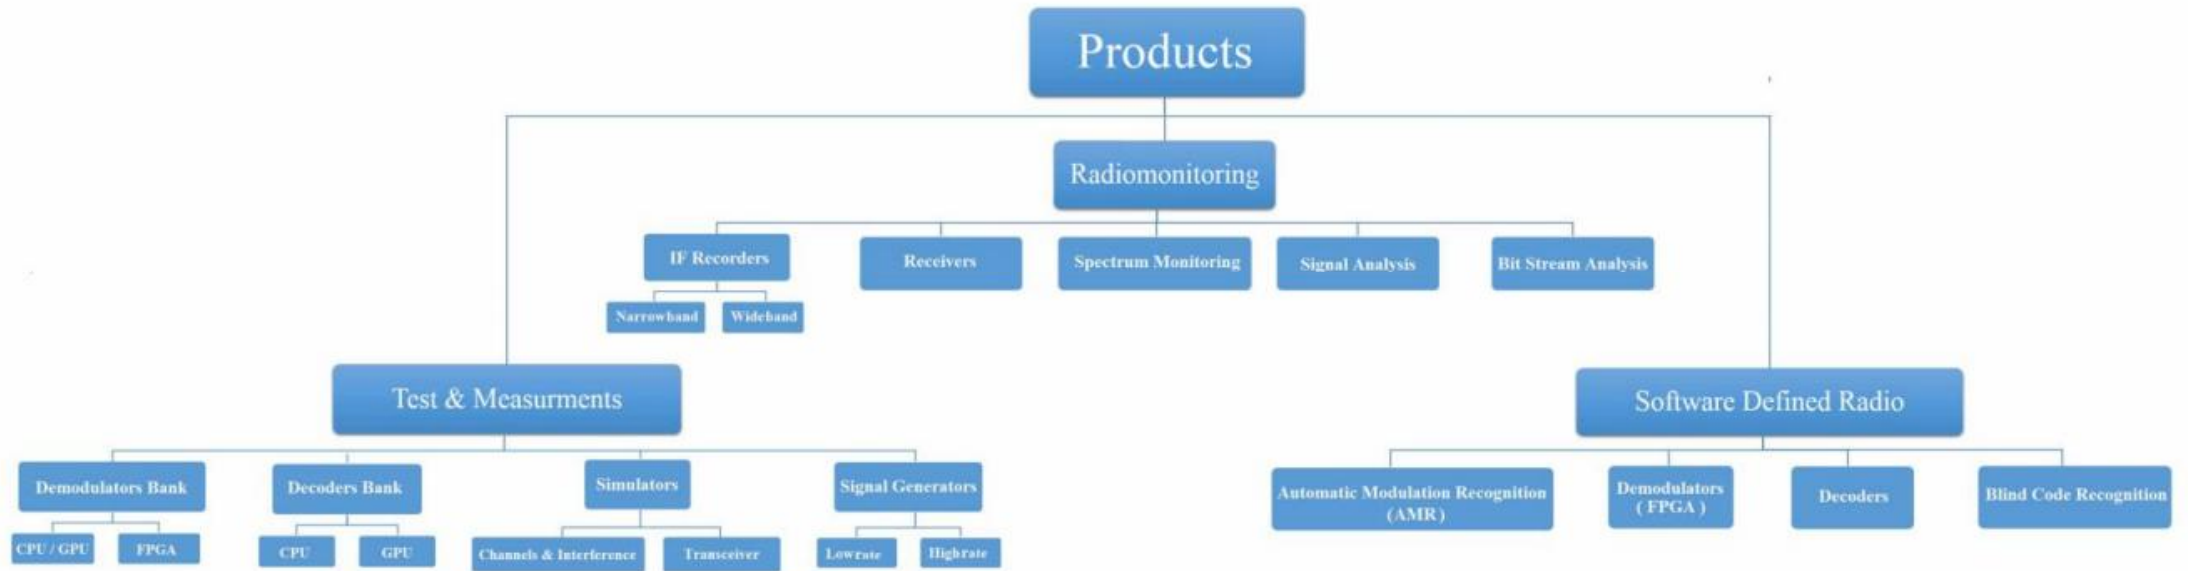 Products
Radiomonitoring
IF Recorders
Receivers
Spectrum Monitoring
Signal Analysis
Bit Stream Analysis
Narrowband
Wideband
Test & Measurments
Software Defined Radio
Demodulators Bank
Decoders Bank
Simulators
Signal Generators
Automatic Modulation Recognition
(AMR)
Demodulators
( FPGA )
Decoders
Blind Code Recognition
CPU / GPU
FPGA
CPU
GPU
Channels & Interference
Transceiver
Lowrate
Highrate